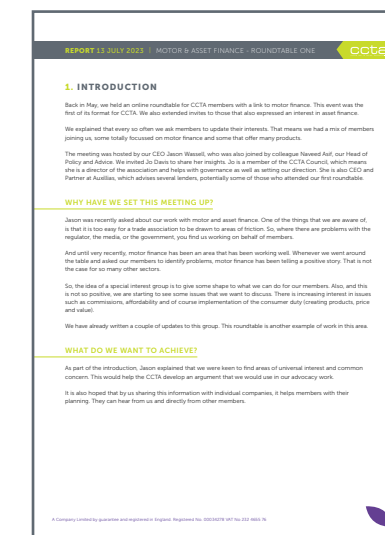 REPORT 13 JULY 2023 | MOTOR & ASSET FINANCE - ROUNDTABLE ONE
ccta
1. INTRODUCTION
Back in May, we held an online roundtable for CCTA members with a link to motor finance. This event was the
first of its format for CCTA. We also extended invites to those that also expressed an interest in asset finance.
We explained that every so often we ask members to update their interests. That means we had a mix of members
joining us, some totally focussed on motor finance and some that offer many products.
The meeting was hosted by our CEO Jason Wassell, who was also joined by colleague Naveed Asif, our Head of
Policy and Advice. We invited Jo Davis to share her insights. Jo is a member of the CCTA Council, which means
she is a director of the association and helps with governance as well as setting our direction. She is also CEO and
Partner at Auxillias, which advises several lenders, potentially some of those who attended our first roundtable.
WHY HAVE WE SET THIS MEETING UP?
Jason was recently asked about our work with motor and asset finance. One of the things that we are aware of,
is that it is too easy for a trade association to be drawn to areas of friction. So, where there are problems with the
regulator, the media, or the government, you find us working on behalf of members.
And until very recently, motor finance has been an area that has been working well. Whenever we went around
the table and asked our members to identify problems, motor finance has been telling a positive story. That is not
the case for so many other sectors.
So, the idea of a special interest group is to give some shape to what we can do for our members. Also, and this
is not so positive, we are starting to see some issues that we want to discuss. There is increasing interest in issues
such as commissions, affordability and of course implementation of the consumer duty (creating products, price
and value).
We have already written a couple of updates to this group. This roundtable is another example of work in this area.
WHAT DO WE WANT TO ACHIEVE?
As part of the introduction, Jason explained that we were keen to find areas of universal interest and common
concern. This would help the CCTA develop an argument that we would use in our advocacy work.
It is also hoped that by us sharing this information with individual companies, it helps members with their
planning. They can hear from us and directly from other members.
A Company Limited by guarantee and registered in England. Registered No. 00034278 VAT No 232 4665 76